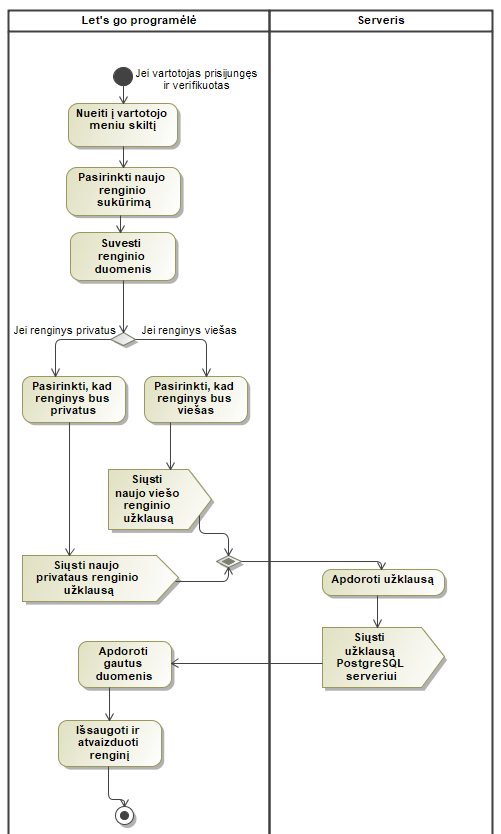 Let's go programėlė
Serveris
Jei vartotojas prisijungęs
ir verifikuotas
Nueiti į vartotojo
meniu skiltį
Pasirinkti naujo
renginio
sukūrimą
Suvesti
renginio
duomenis
Jei renginys privatus
Jei renginys viešas
Pasirinkti, kad
renginys bus
privatus
Pasirinkti, kad
renginys bus
viešas
Siųsti
naujo viešo
renginio
užklausą
Siųsti naujo
privataus renginio
užklausą
Apdoroti užklausą
Siųsti
užklausą
PostgreSQL
serveriui
Apdoroti
gautus
duomenis
Išsaugoti ir
atvaizduoti
renginį